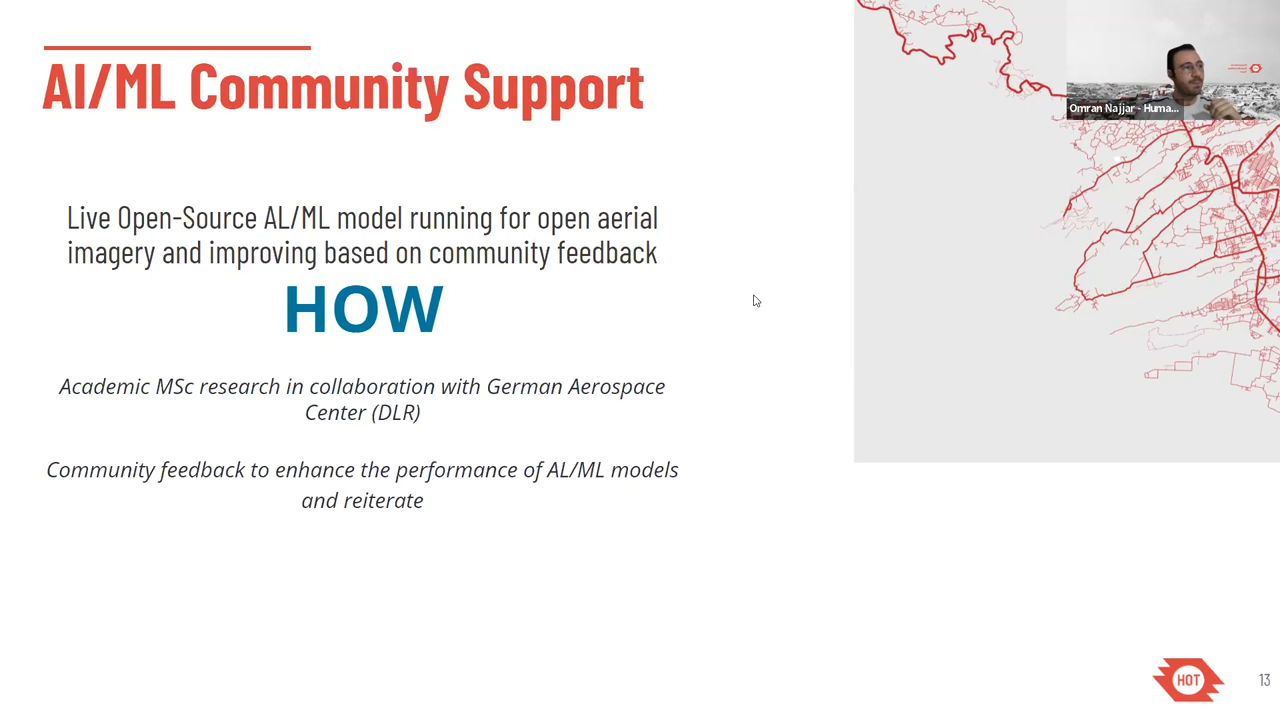 AI/ML Community Support
Omran Najjar - Huma...
Live Open-Source AL/ML model running for open aerial
imagery and improving based on community feedback
HOW
Academic MSc research in collaboration with German Aerospace
Center (DLR)
Community feedback to enhance the performance of AL/ML models
and reiterate
HOT
13